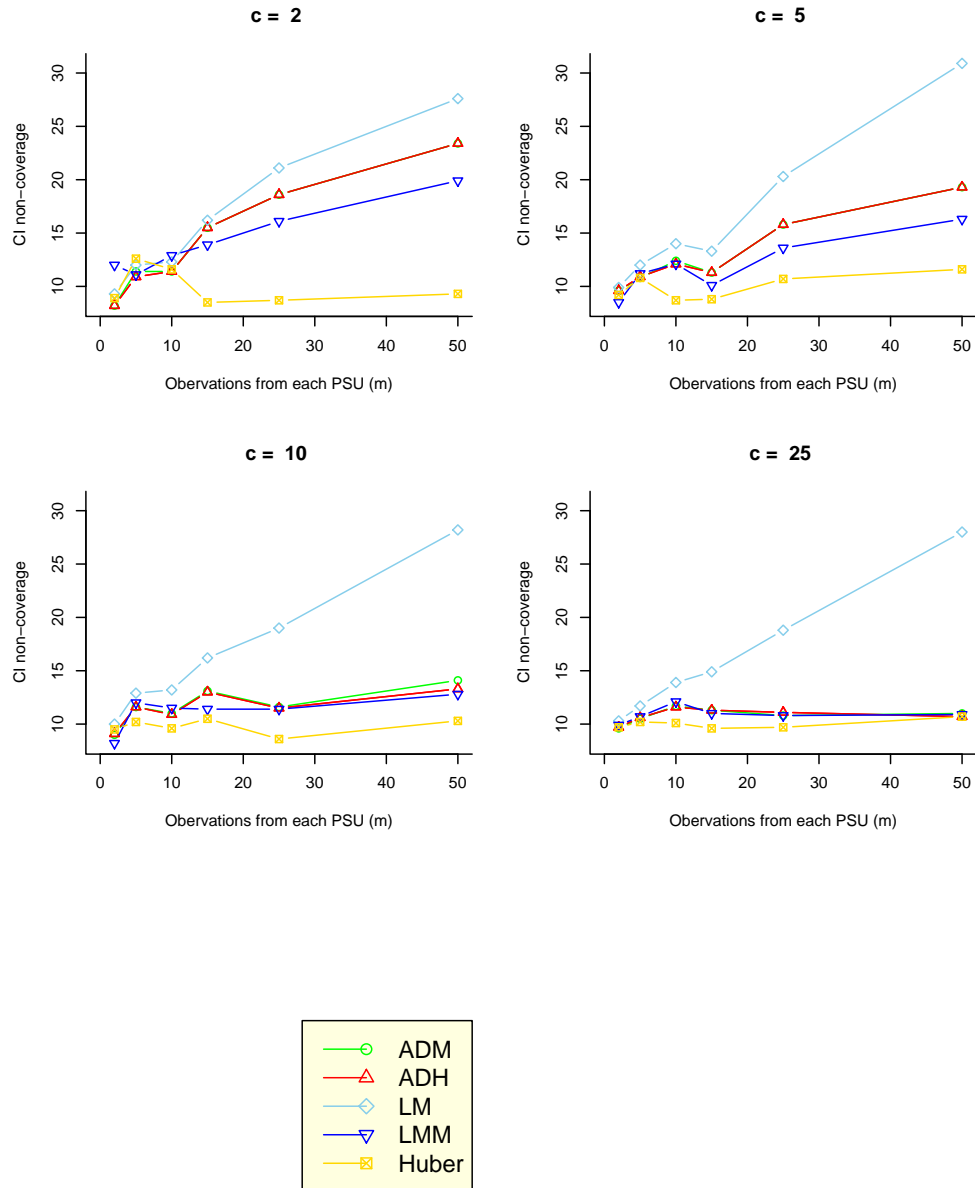 c =  2
CI non−coverage
30
25
20
15
10
0 10 20 30 40 50
Obervations from each PSU (m)
c =  5
CI non−coverage
30
25
20
15
10
0 10 20 30 40 50
Obervations from each PSU (m)
c =  10
CI non−coverage
30
25
20
15
10
0 10 20 30 40 50
Obervations from each PSU (m)
c =  25
CI non−coverage
30
25
20
15
10
0 10 20 30 40 50
Obervations from each PSU (m)
ADM
ADH
LM
LMM
Huber